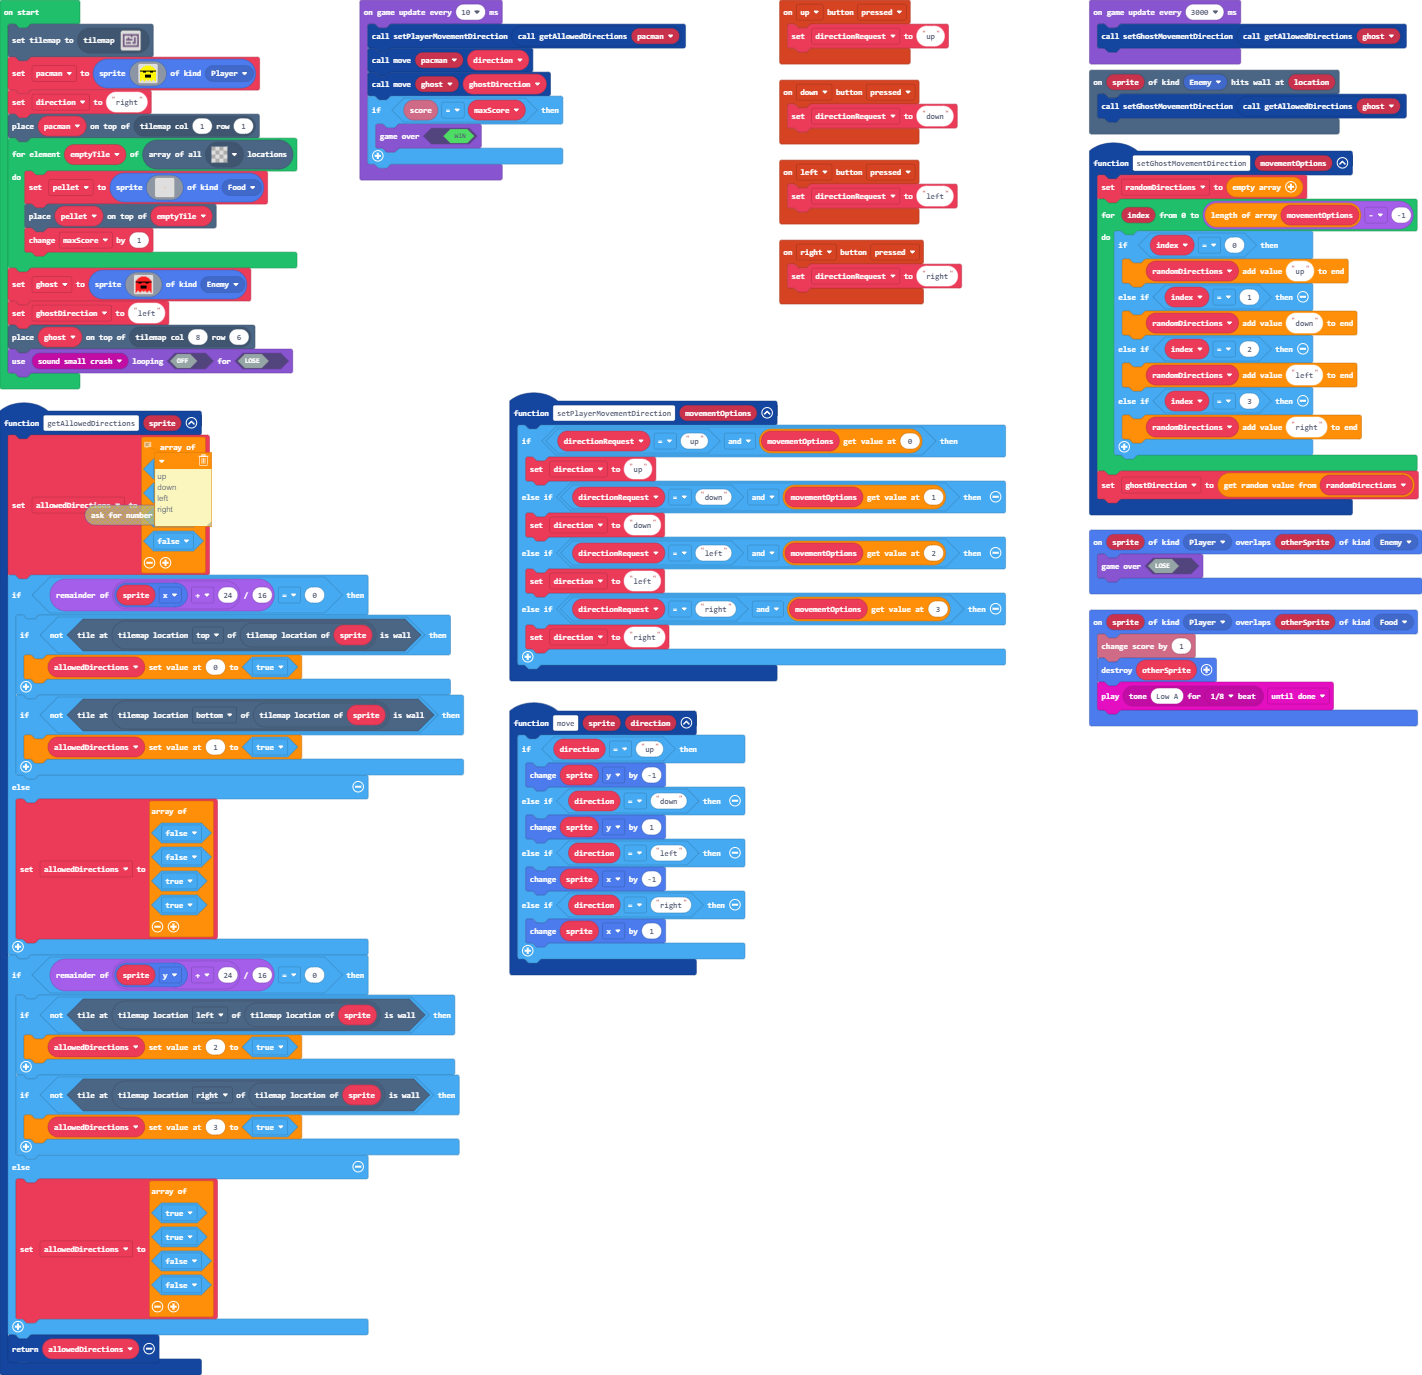 on start
set tilemap to tilemap
set pacman to sprite of kind Player
set direction to "right"
place pacman on top of tilemap col 1 row 1
for element emptyTile of array of all locations
do
set pellet to sprite of kind Food
place pellet on top of emptyTile
change maxScore by 1
set ghost to sprite of kind Enemy
set ghostDirection to "left"
place ghost on top of tilemap col 8 row 6
use sound small crash looping OFF for LOSE
on game update every 10 ms
call setPlayerMovementDirection call getAllowedDirections pacman
call move pacman direction
call move ghost ghostDirection
if score = maxScore then
game over WIN
on up button pressed
set directionRequest to "up"
on down button pressed
set directionRequest to "down"
on left button pressed
set directionRequest to "left"
on right button pressed
set directionRequest to "right"
on game update every 3000 ms
call setGhostMovementDirection call getAllowedDirections ghost
on sprite of kind Enemy hits wall at location
call setGhostMovementDirection call getAllowedDirections ghost
function setGhostMovementDirection movementOptions
set randomDirections to empty array
for index from 0 to length of array movementOptions - -1
do
if index = 0 then
randomDirections add value "up" to end
else if index = 1 then
randomDirections add value "down" to end
else if index = 2 then
randomDirections add value "left" to end
else if index = 3 then
randomDirections add value "right" to end
set ghostDirection to get random value from randomDirections
on sprite of kind Player overlaps otherSprite of kind Enemy
game over LOSE
on sprite of kind Player overlaps otherSprite of kind Food
change score by 1
destroy otherSprite
play tone Low A for 1/8 beat until done
function getAllowedDirections sprite
array of
up
down
left
right
set allowedDirections to
ask for number
false
if remainder of sprite x ÷ 24 / 16 = 0 then
if not tile at tilemap location top of tilemap location of sprite is wall then
allowedDirections set value at 0 to true
if not tile at tilemap location bottom of tilemap location of sprite is wall then
allowedDirections set value at 1 to true
else
array of
false
false
set allowedDirections to
true
true
if remainder of sprite y ÷ 24 / 16 = 0 then
if not tile at tilemap location left of tilemap location of sprite is wall then
allowedDirections set value at 2 to true
if not tile at tilemap location right of tilemap location of sprite is wall then
allowedDirections set value at 3 to true
else
array of
true
true
set allowedDirections to
false
false
return allowedDirections
function setPlayerMovementDirection movementOptions
if directionRequest = "up" and movementOptions get value at 0 then
set direction to "up"
else if directionRequest = "down" and movementOptions get value at 1 then
set direction to "down"
else if directionRequest = "left" and movementOptions get value at 2 then
set direction to "left"
else if directionRequest = "right" and movementOptions get value at 3 then
set direction to "right"
function move sprite direction
if direction = "up" then
change sprite y by -1
else if direction = "down" then
change sprite y by 1
else if direction = "left" then
change sprite x by -1
else if direction = "right" then
change sprite x by 1